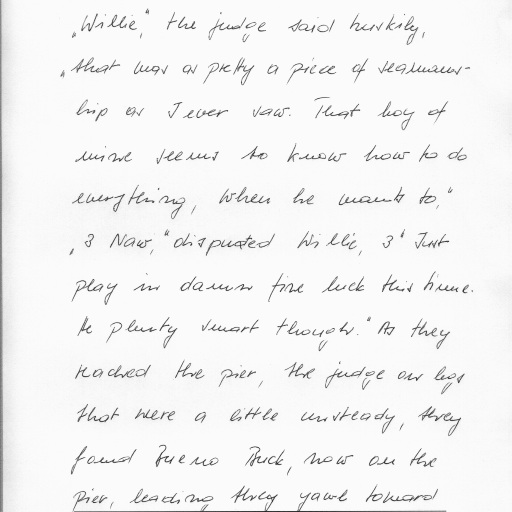 „Willie," the judge said huskily,
„that was as pretty a piece of seamans-
hip as I ever saw. That boy of
mine seems to know how to do
everything, when he wants to,"
„3 Naw," disputed Willie, 3' Just
play in damn fine luck this time.
He plenty smart though." As they
reached the pier, the judge on legs
that were a little unsteady, they
found Bueno Buck, now on the
pier, leading they yawl toward